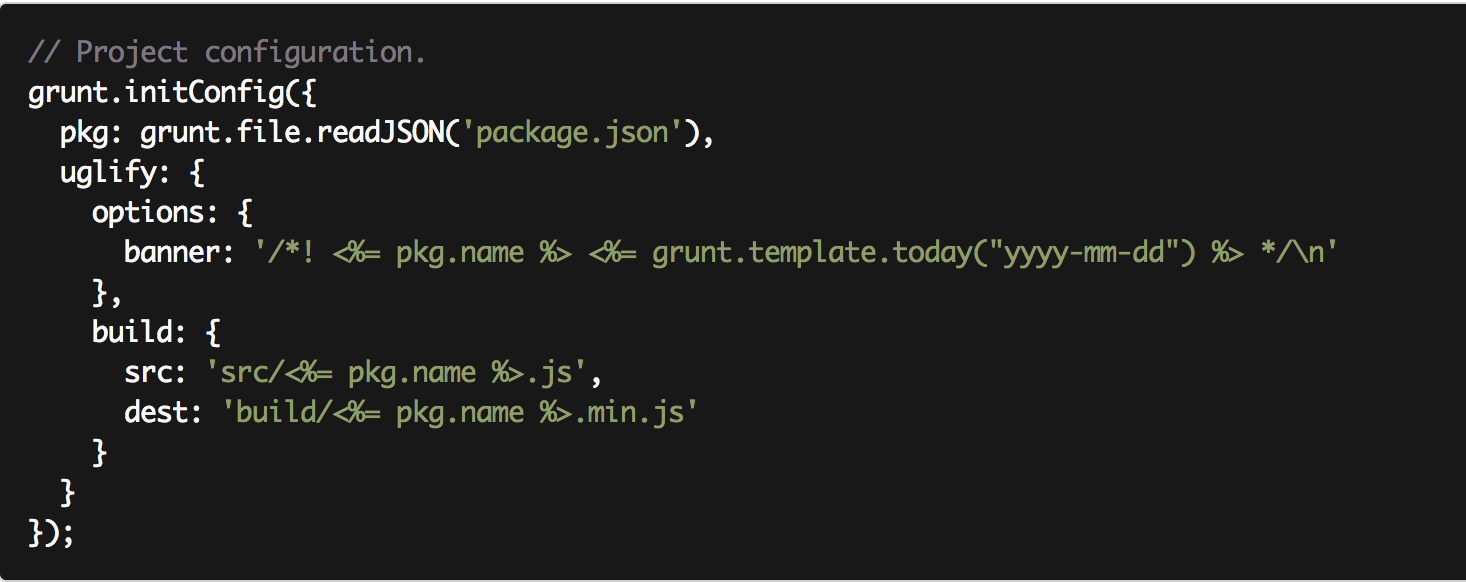 // Project configuration.
grunt.initConfig({
  pkg: grunt.file.readJSON('package.json'),
  uglify: {
    options: {
      banner: '/*! <%= pkg.name %> <%= grunt.template.today("yyyy-mm-dd") %> */\n'
    },
    build: {
      src: 'src/<%= pkg.name %>.js',
      dest: 'build/<%= pkg.name %>.min.js'
    }
  }
});